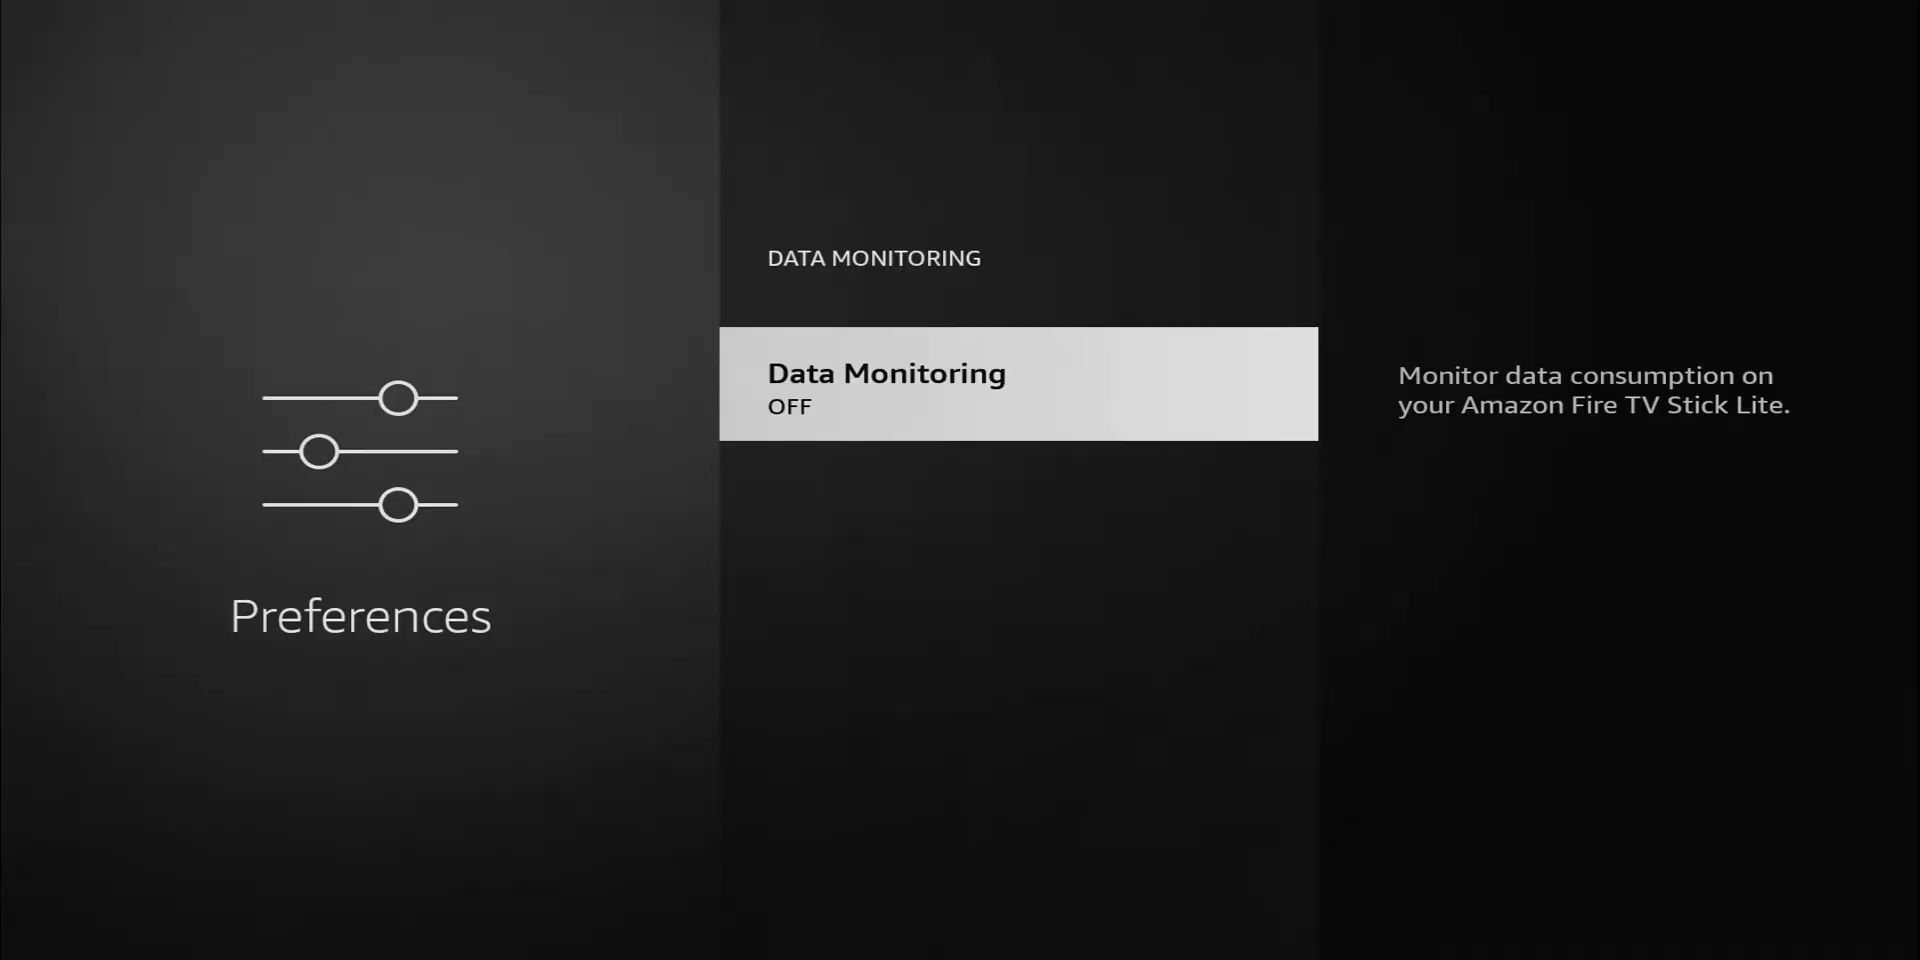 DATA MONITORING
Data Monitoring
OFF
Monitor data consumption on
your Amazon Fire TV Stick Lite.
Preferences